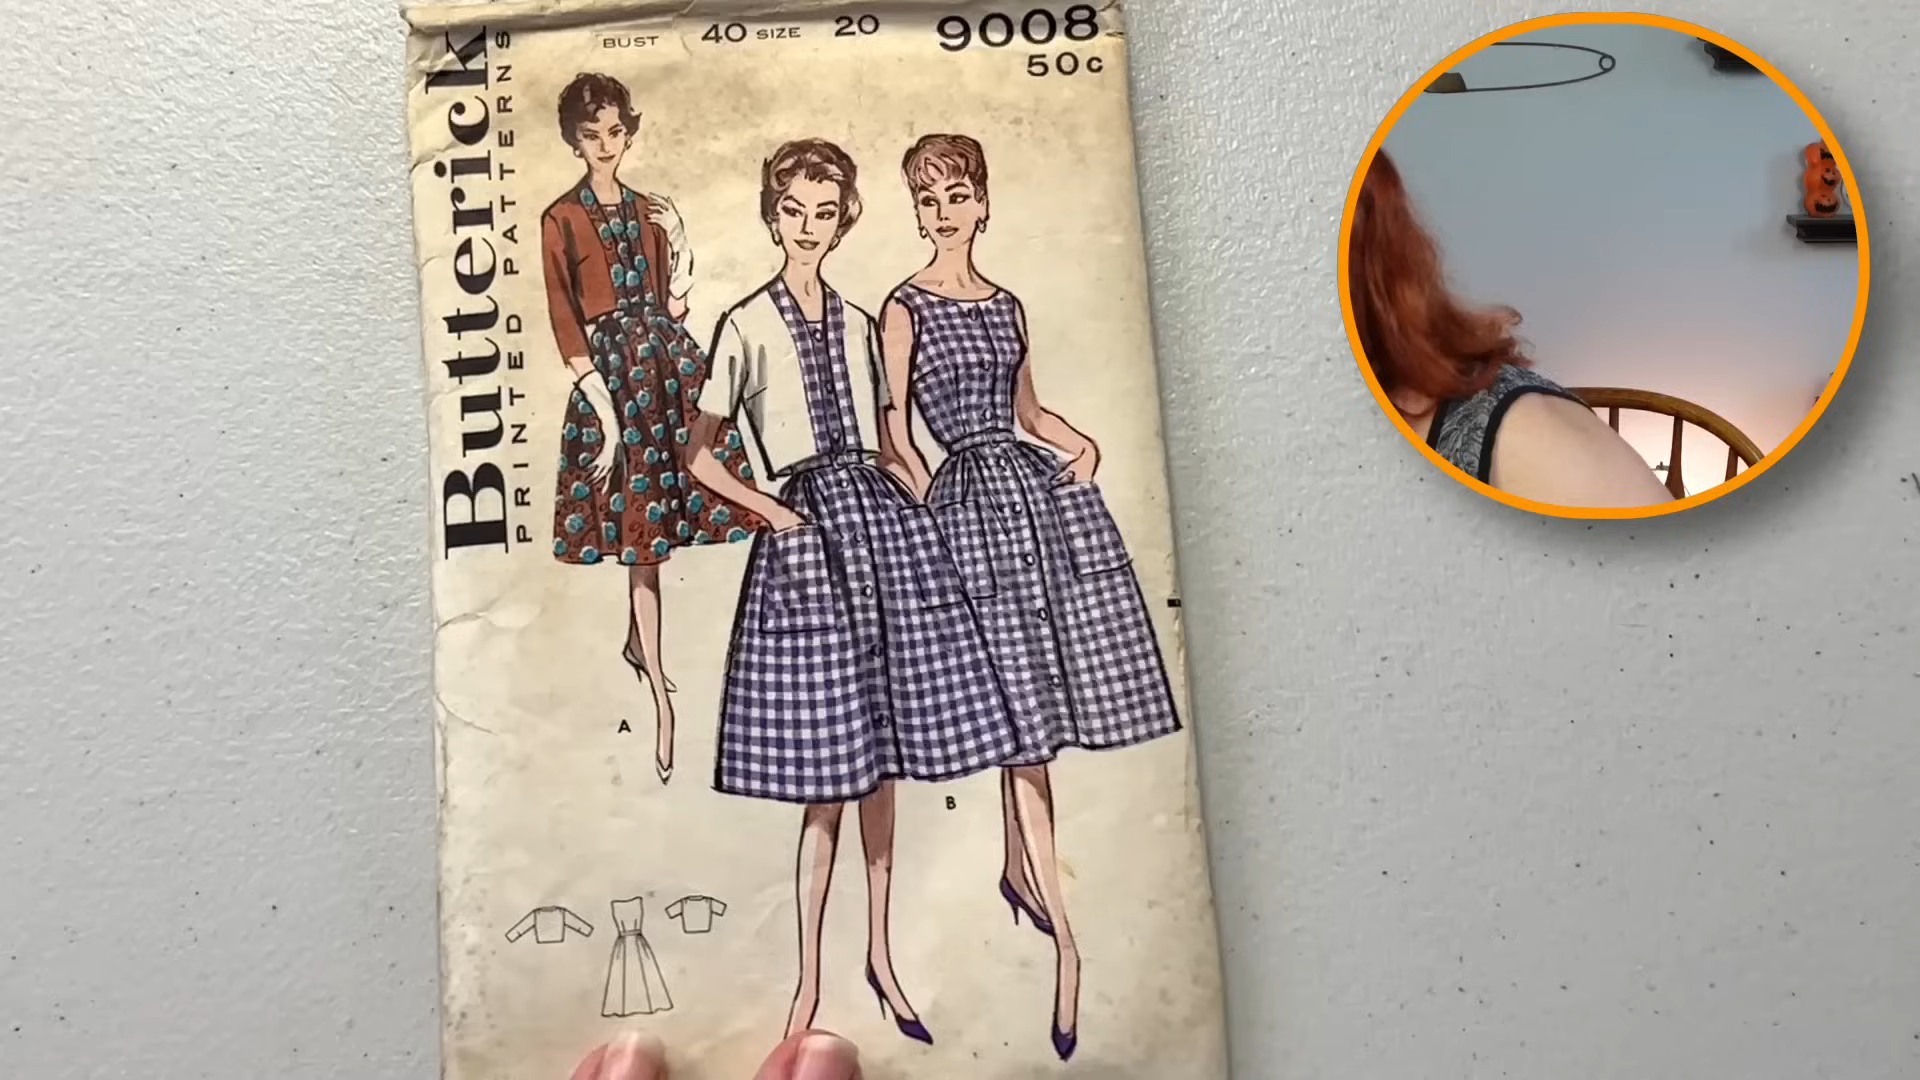 BUST 40 SIZE 20 9008
50c
Butterick
PRINTED PATTERNS
A
B